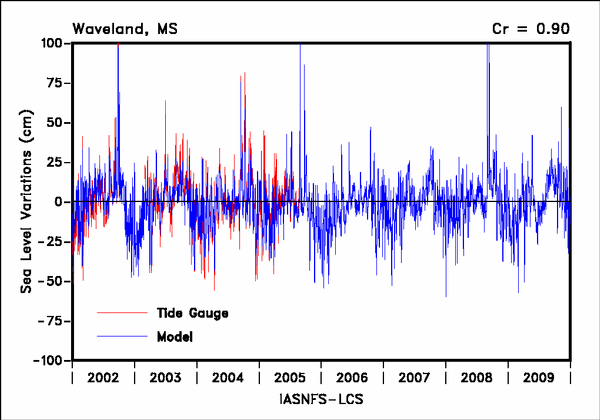 Waveland, MS Cr = 0.90
100
75
50
25
0
-25
-50
-75
-100
Sea Level Variations (cm)
Tide Gauge
Model
2002 2003 2004 2005 2006 2007 2008 2009
IASNFS-LCS